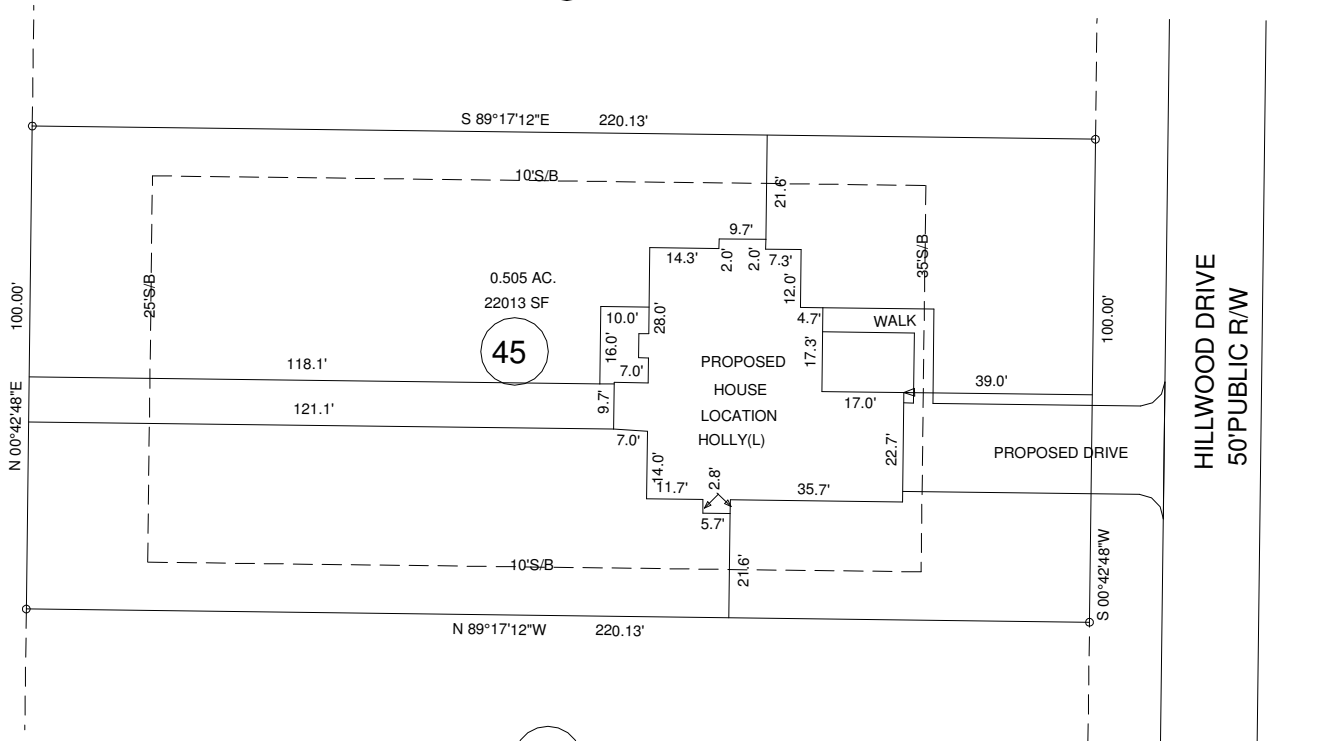 S 89°17'12"E 220.13'
10'S/B
21.6'
9.7'
14.3'
2.0'
2.0'
7.3'
35'S/B
25'S/B
0.505 AC.
22013 SF
45
12.0'
10.0'
28.0'
16.0'
7.0'
4.7'
WALK
17.3'
PROPOSED
HOUSE
LOCATION
HOLLY(L)
100.00'
N 00°42'48"E
118.1'
121.1'
9.7'
7.0'
14.0'
11.7'
2.8'
5.7'
35.7'
17.0'
22.7'
39.0'
PROPOSED DRIVE
100.00'
S 00°42'48"W
HILLWOOD DRIVE
50'PUBLIC R/W
10'S/B
21.6'
N 89°17'12"W 220.13'